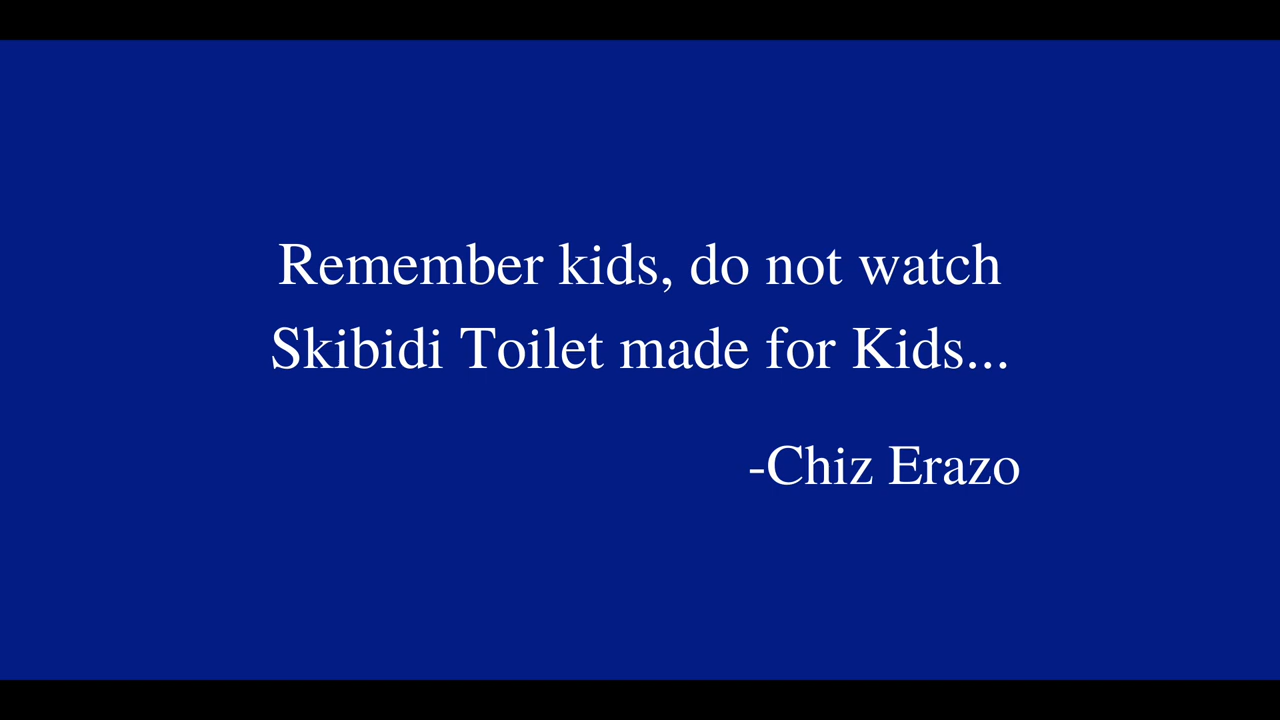 Remember kids, do not watch
Skibidi Toilet made for Kids...
-Chiz Erazo